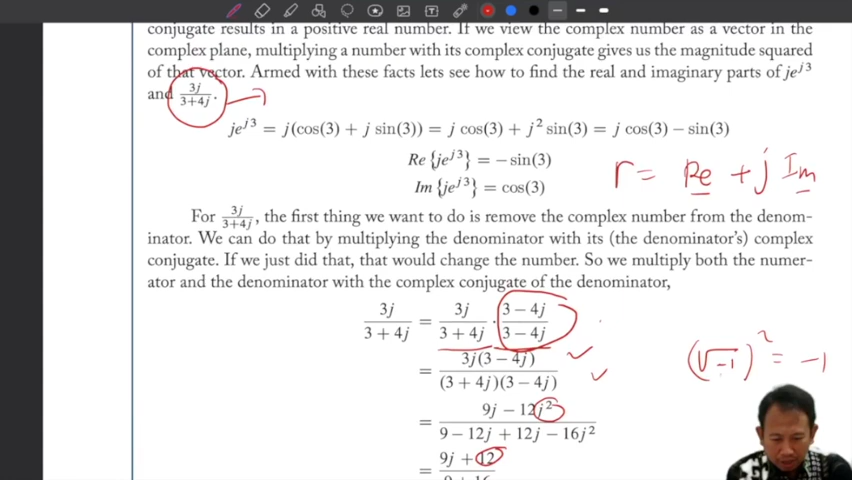 conjugate results in a positive real number. If we view the complex number as a vector in the
complex plane, multiplying a number with its complex conjugate gives us the magnitude squared
of that vector. Armed with these facts lets see how to find the real and imaginary parts of je^{j3}
and 3j/(3+4j).
je^{j3} = j(cos(3) + j sin(3)) = j cos(3) + j² sin(3) = j cos(3) − sin(3)
Re {je^{j3}} = − sin(3)
Im {je^{j3}} = cos(3)
r = Re + j Im
For 3j/(3+4j), the first thing we want to do is remove the complex number from the denom-
inator. We can do that by multiplying the denominator with its (the denominator's) complex
conjugate. If we just did that, that would change the number. So we multiply both the numer-
ator and the denominator with the complex conjugate of the denominator,
3j/(3 + 4j) = 3j/(3 + 4j) · (3 − 4j)/(3 − 4j)
= 3j(3 − 4j)/((3 + 4j)(3 − 4j))
(√−1)² = −1
= (9j − 12j²)/(9 − 12j + 12j − 16j²)
= (9j + 12)/(9 + 16)